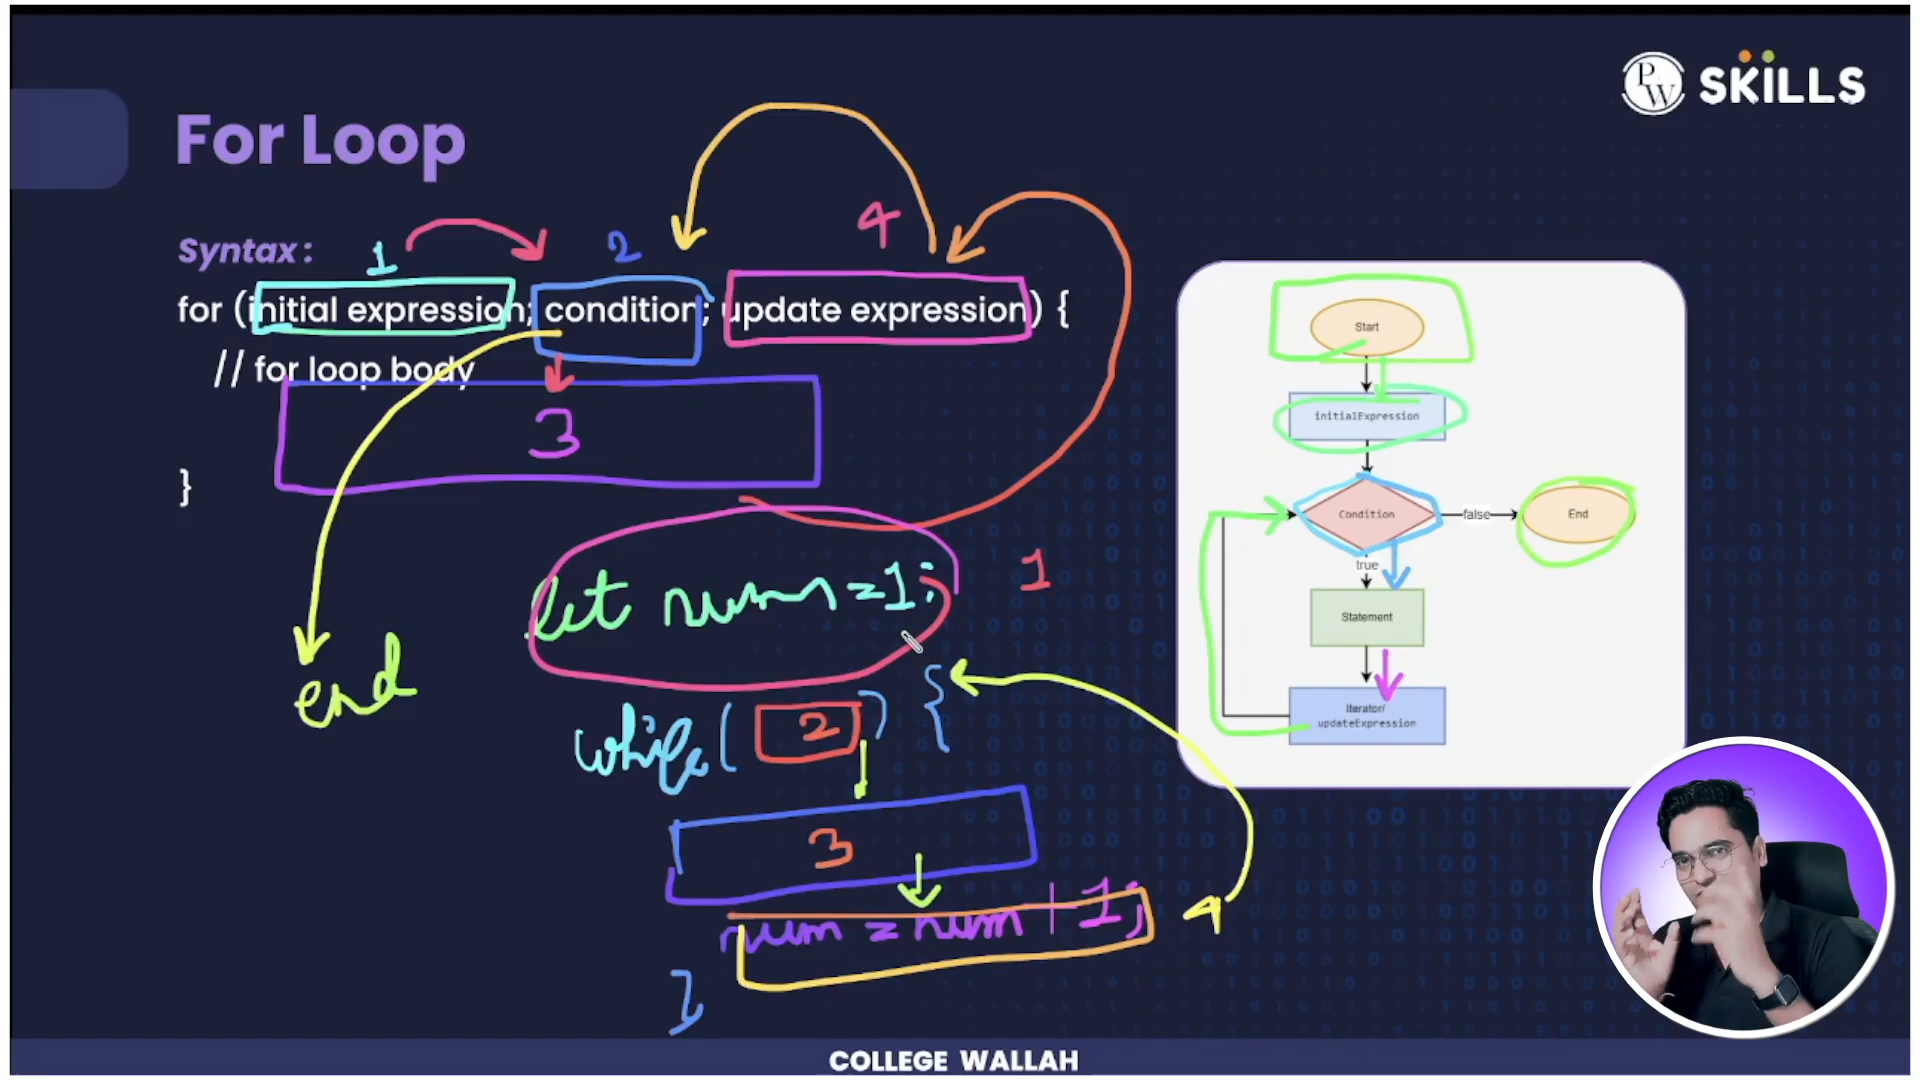 PW SKILLS
For Loop
4
Syntax:
1
2
for (initial expression; condition; update expression) {
// for loop body
3
}
let num=1;
1
end
while( 2 ) {
3
num = num + 1;
4
}
Start
initialExpression
Condition
false
End
true
Statement
Iterator/
updateExpression
COLLEGE WALLAH